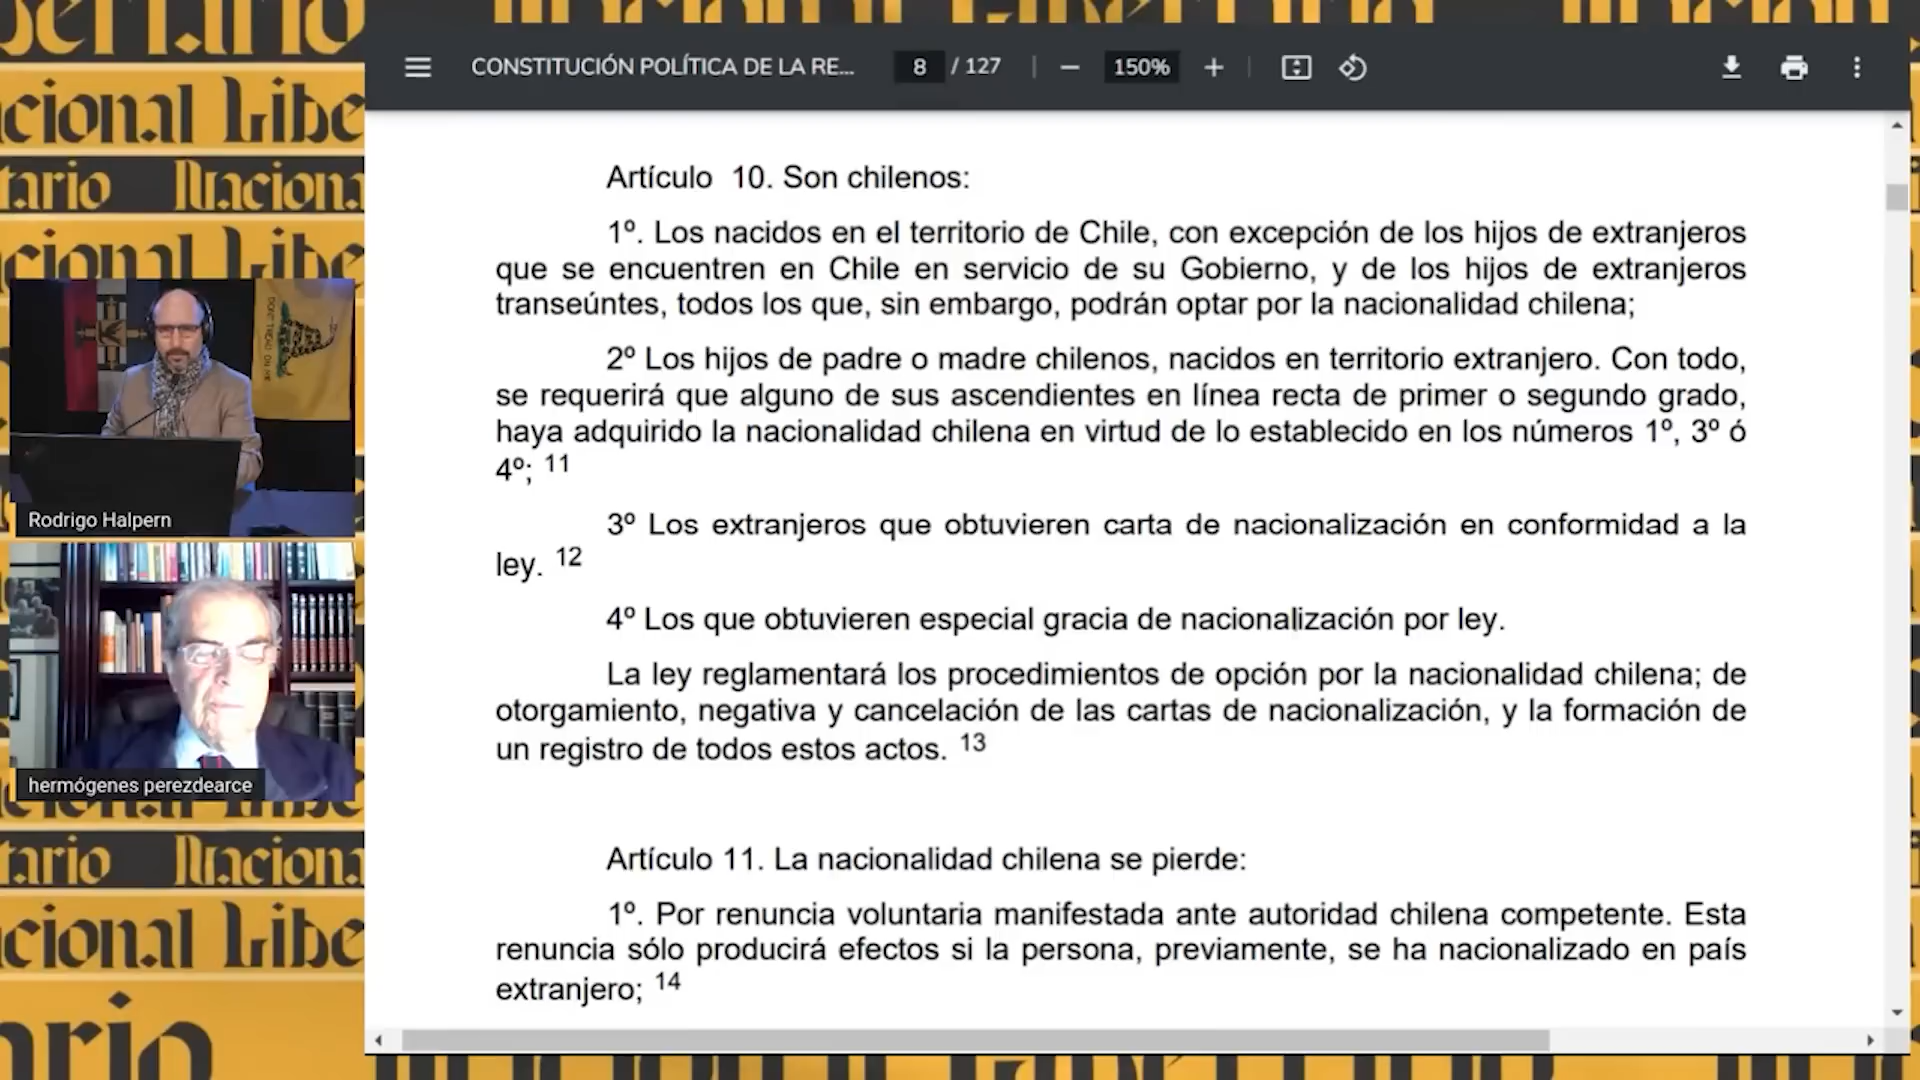 CONSTITUCIÓN POLÍTICA DE LA RE...
8 / 127
150%
Artículo 10. Son chilenos:
1º. Los nacidos en el territorio de Chile, con excepción de los hijos de extranjeros
que se encuentren en Chile en servicio de su Gobierno, y de los hijos de extranjeros
transeúntes, todos los que, sin embargo, podrán optar por la nacionalidad chilena;
2º Los hijos de padre o madre chilenos, nacidos en territorio extranjero. Con todo,
se requerirá que alguno de sus ascendientes en línea recta de primer o segundo grado,
haya adquirido la nacionalidad chilena en virtud de lo establecido en los números 1º, 3º ó
4º; 11
3º Los extranjeros que obtuvieren carta de nacionalización en conformidad a la
ley. 12
4º Los que obtuvieren especial gracia de nacionalización por ley.
La ley reglamentará los procedimientos de opción por la nacionalidad chilena; de
otorgamiento, negativa y cancelación de las cartas de nacionalización, y la formación de
un registro de todos estos actos. 13
Artículo 11. La nacionalidad chilena se pierde:
1º. Por renuncia voluntaria manifestada ante autoridad chilena competente. Esta
renuncia sólo producirá efectos si la persona, previamente, se ha nacionalizado en país
extranjero; 14
Rodrigo Halpern
hermógenes perezdearce